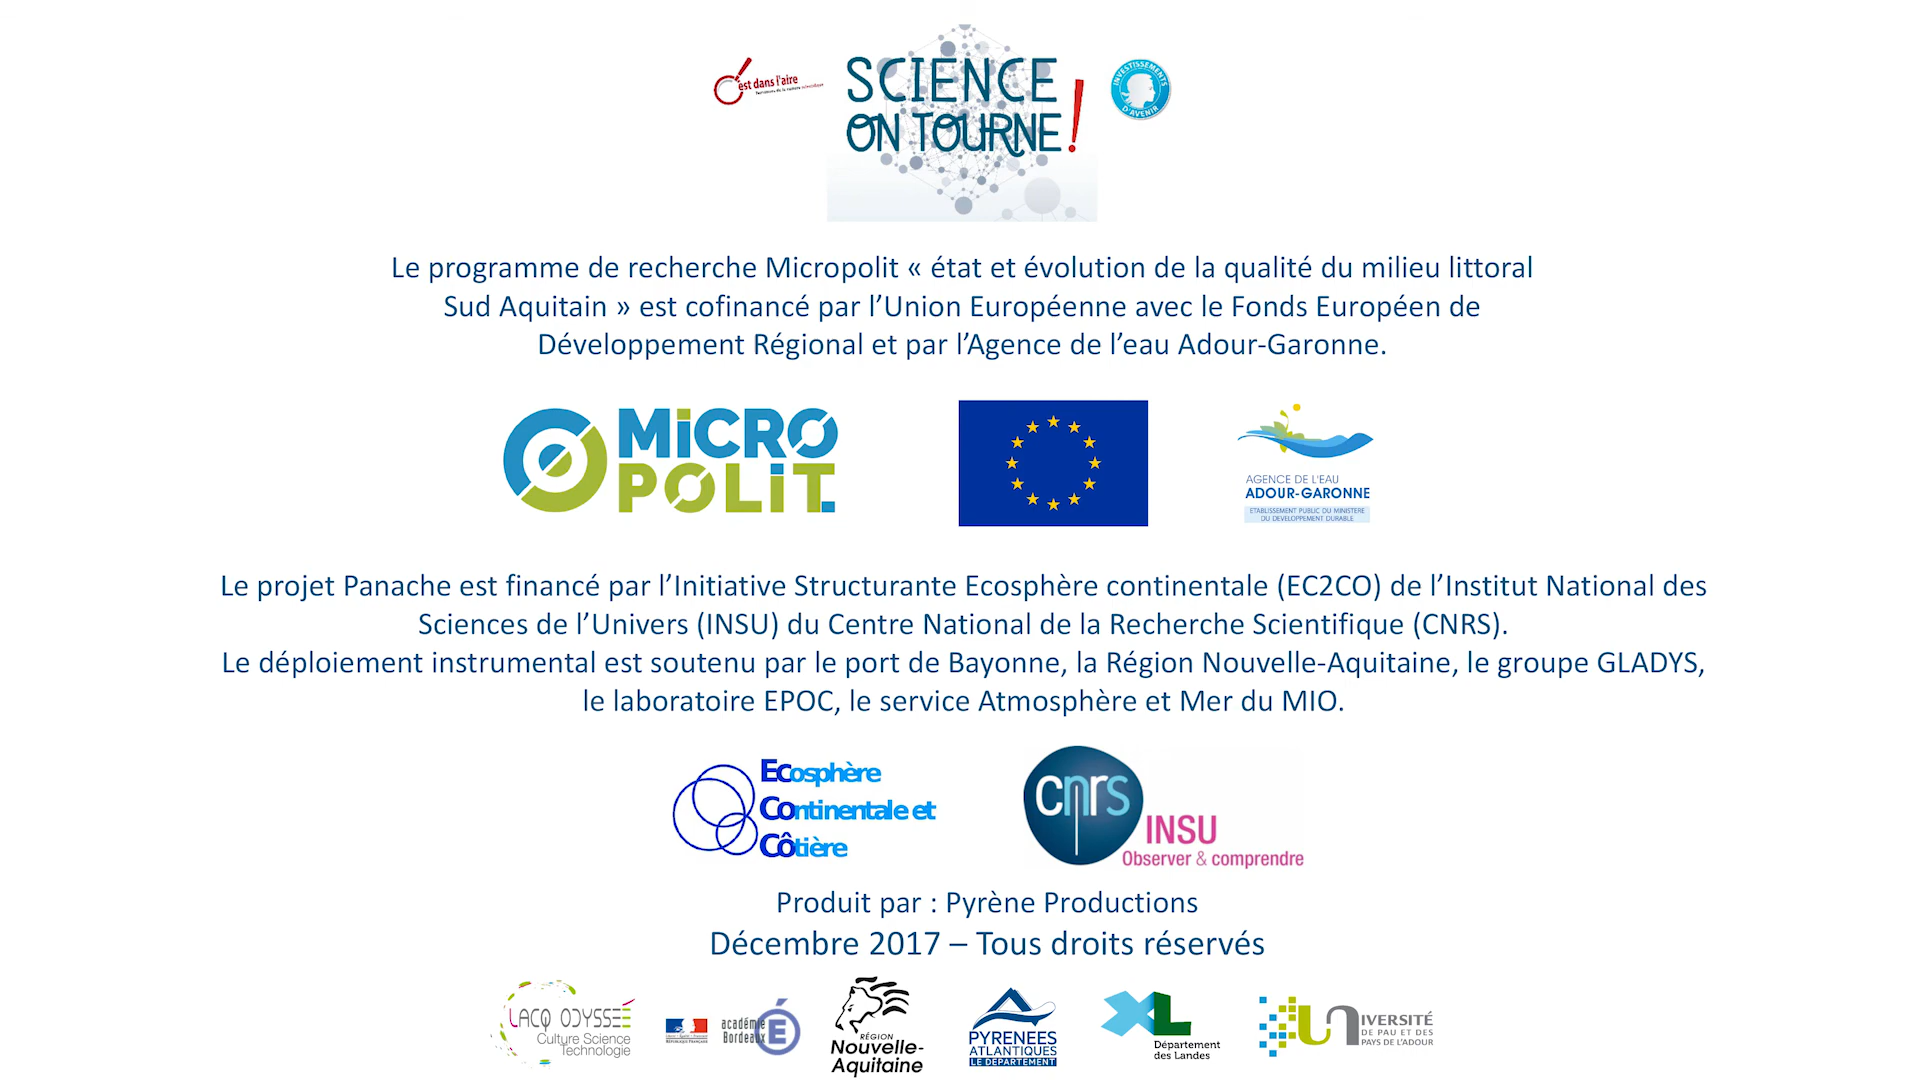 C'est dans l'aire
SCIENCE
ON TOURNE !
INVESTISSEMENTS
D'AVENIR
Le programme de recherche Micropolit « état et évolution de la qualité du milieu littoral
Sud Aquitain » est cofinancé par l’Union Européenne avec le Fonds Européen de
Développement Régional et par l’Agence de l’eau Adour-Garonne.
MiCRO
POLiT.
AGENCE DE L'EAU
ADOUR-GARONNE
ETABLISSEMENT PUBLIC DU MINISTERE
DU DEVELOPPEMENT DURABLE
Le projet Panache est financé par l’Initiative Structurante Ecosphère continentale (EC2CO) de l’Institut National des
Sciences de l’Univers (INSU) du Centre National de la Recherche Scientifique (CNRS).
Le déploiement instrumental est soutenu par le port de Bayonne, la Région Nouvelle-Aquitaine, le groupe GLADYS,
le laboratoire EPOC, le service Atmosphère et Mer du MIO.
Ecosphère
Continentale et
Côtière
cnrs
INSU
Observer & comprendre
Produit par : Pyrène Productions
Décembre 2017 – Tous droits réservés
LACQ ODYSSÉE
Culture Science
Technologie
RÉPUBLIQUE FRANÇAISE
académie
Bordeaux
É
RÉGION
Nouvelle-
Aquitaine
PYRENEES
ATLANTIQUES
LE DEPARTEMENT
XL
Département
des Landes
UNIVERSITÉ
DE PAU ET DES
PAYS DE L'ADOUR